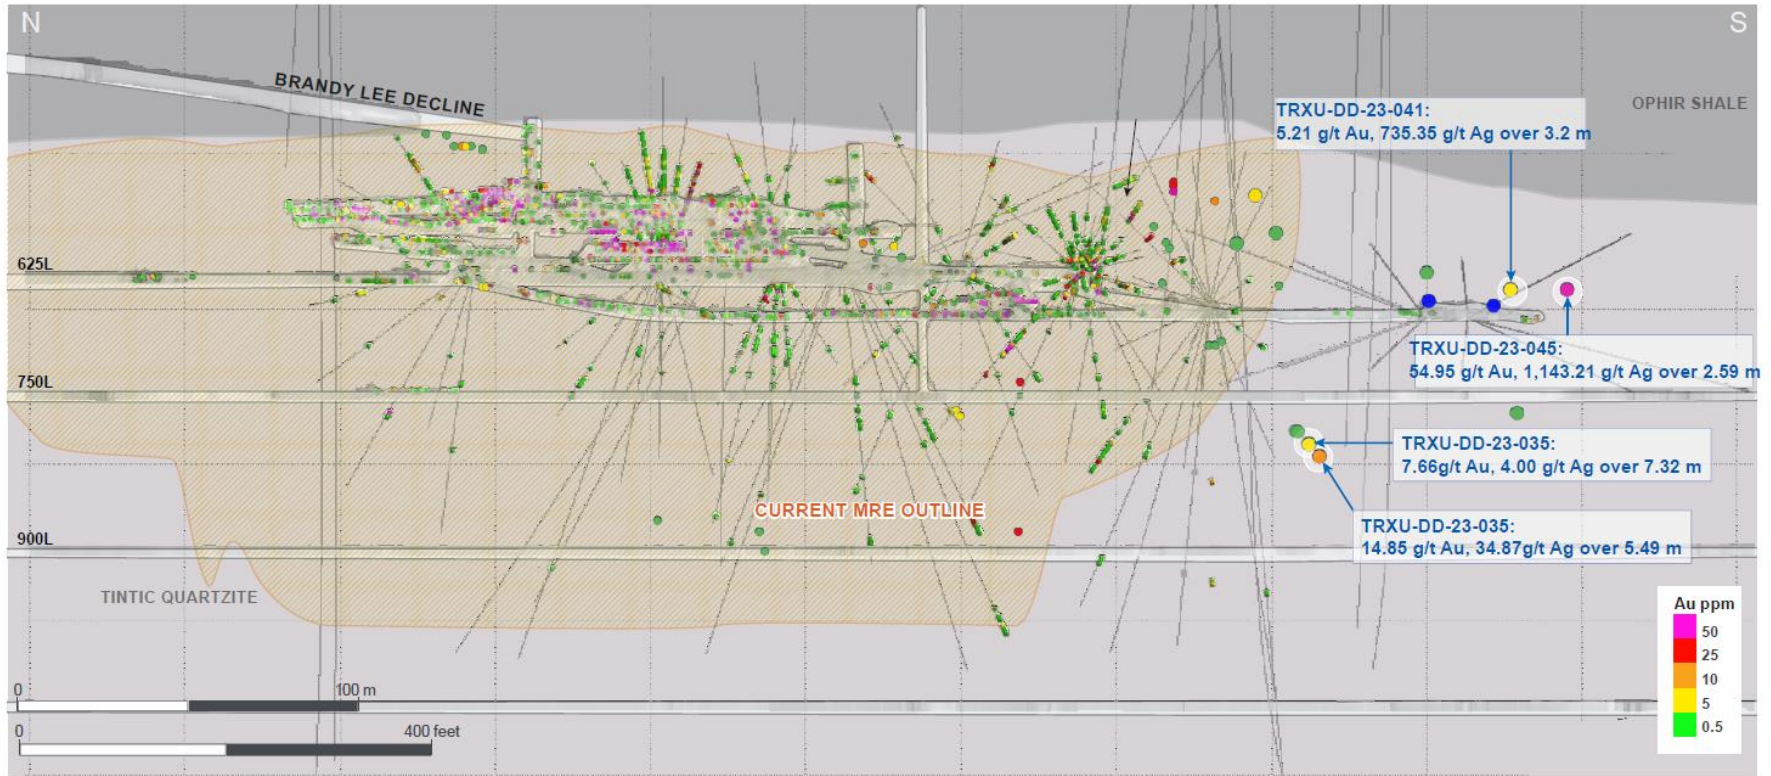 N
S
BRANDY LEE DECLINE
OPHIR SHALE
TRXU-DD-23-041:
5.21 g/t Au, 735.35 g/t Ag over 3.2 m
625L
TRXU-DD-23-045:
54.95 g/t Au, 1,143.21 g/t Ag over 2.59 m
750L
TRXU-DD-23-035:
7.66g/t Au, 4.00 g/t Ag over 7.32 m
CURRENT MRE OUTLINE
TRXU-DD-23-035:
14.85 g/t Au, 34.87g/t Ag over 5.49 m
900L
TINTIC QUARTZITE
Au ppm
50
25
10
5
0.5
0 100 m
0 400 feet